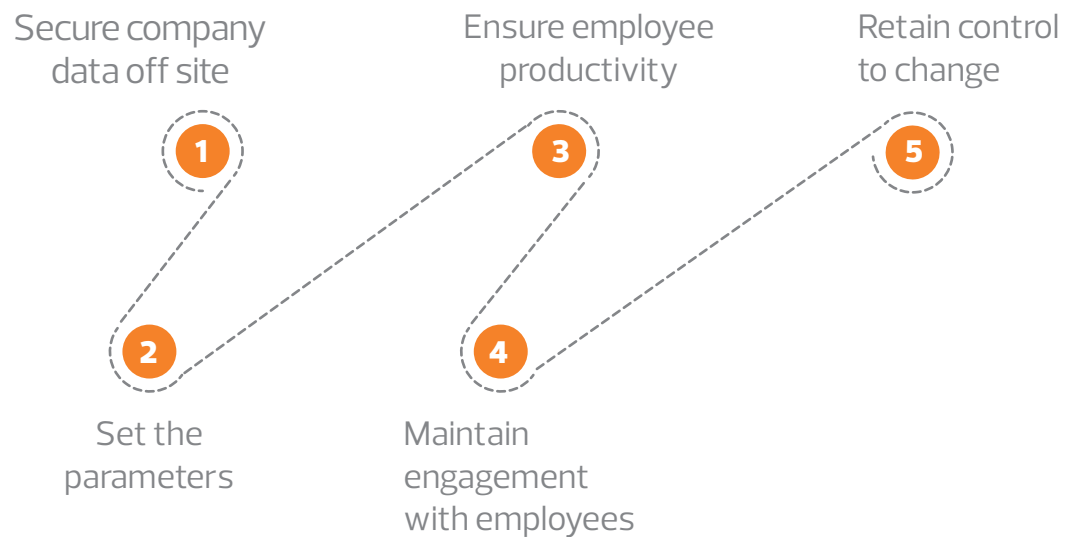 Secure company
data off site
1
2
Set the
parameters
Ensure employee
productivity
3
4
Maintain
engagement
with employees
Retain control
to change
5